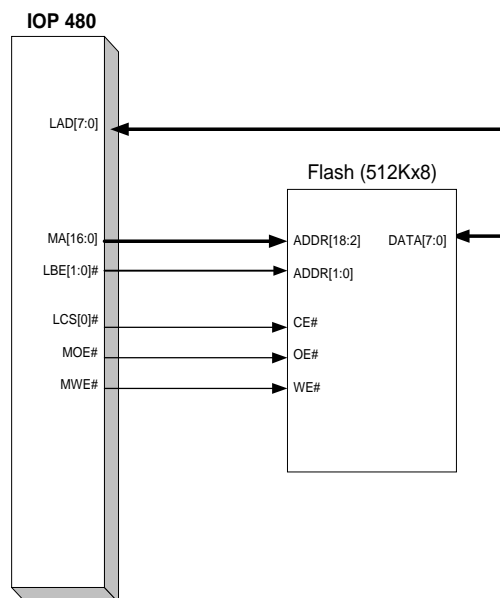 IOP 480
LAD[7:0]
Flash (512Kx8)
MA[16:0]
ADDR[18:2]
DATA[7:0]
LBE[1:0]#
ADDR[1:0]
LCS[0]#
CE#
MOE#
OE#
MWE#
WE#